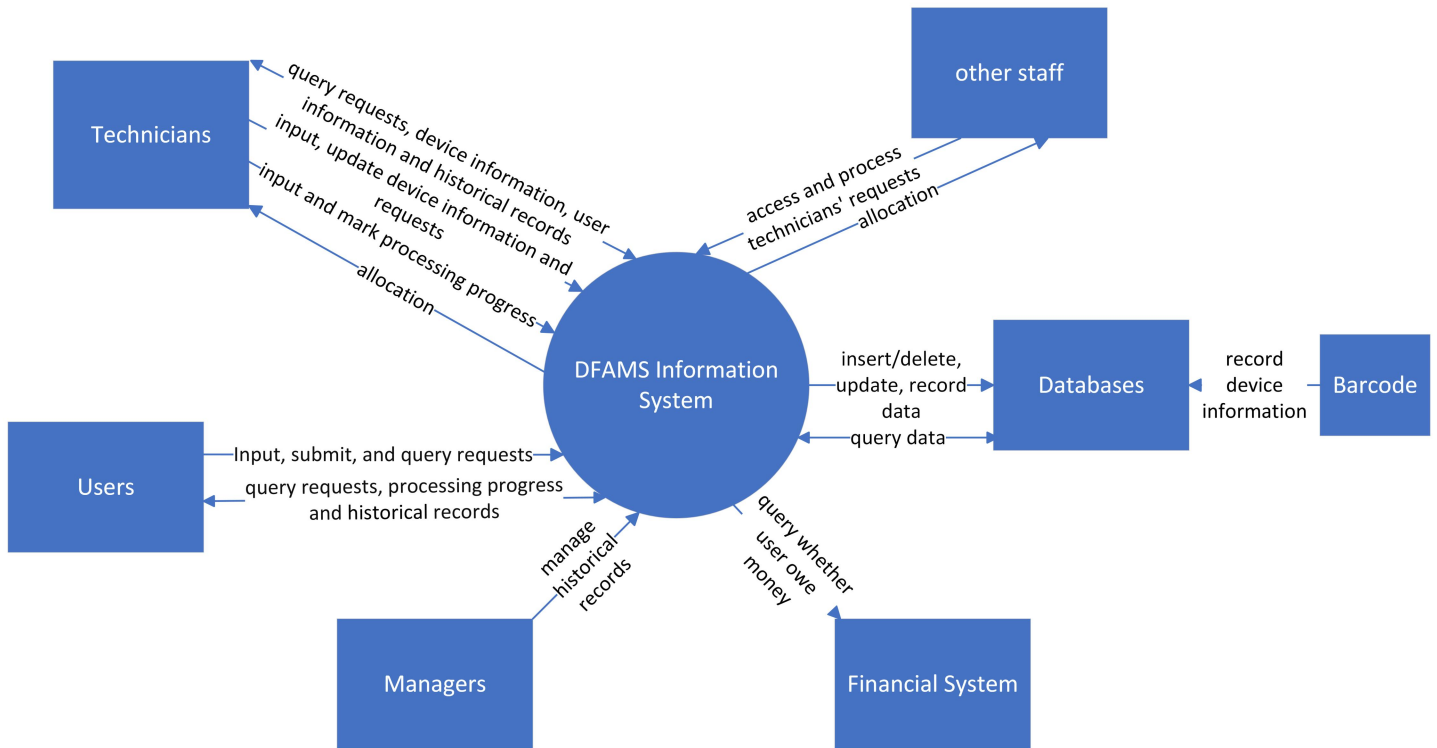 other staff
Technicians
query requests, device information, user
information and historical records
input, update device information and
requests
input and mark processing progress
allocation
access and process
technicians' requests
allocation
DFAMS Information
System
insert/delete,
update, record
data
query data
Databases
record
device
information
Barcode
Users
Input, submit, and query requests
query requests, processing progress
and historical records
manage
historical
records
query whether
user owe
money
Managers
Financial System